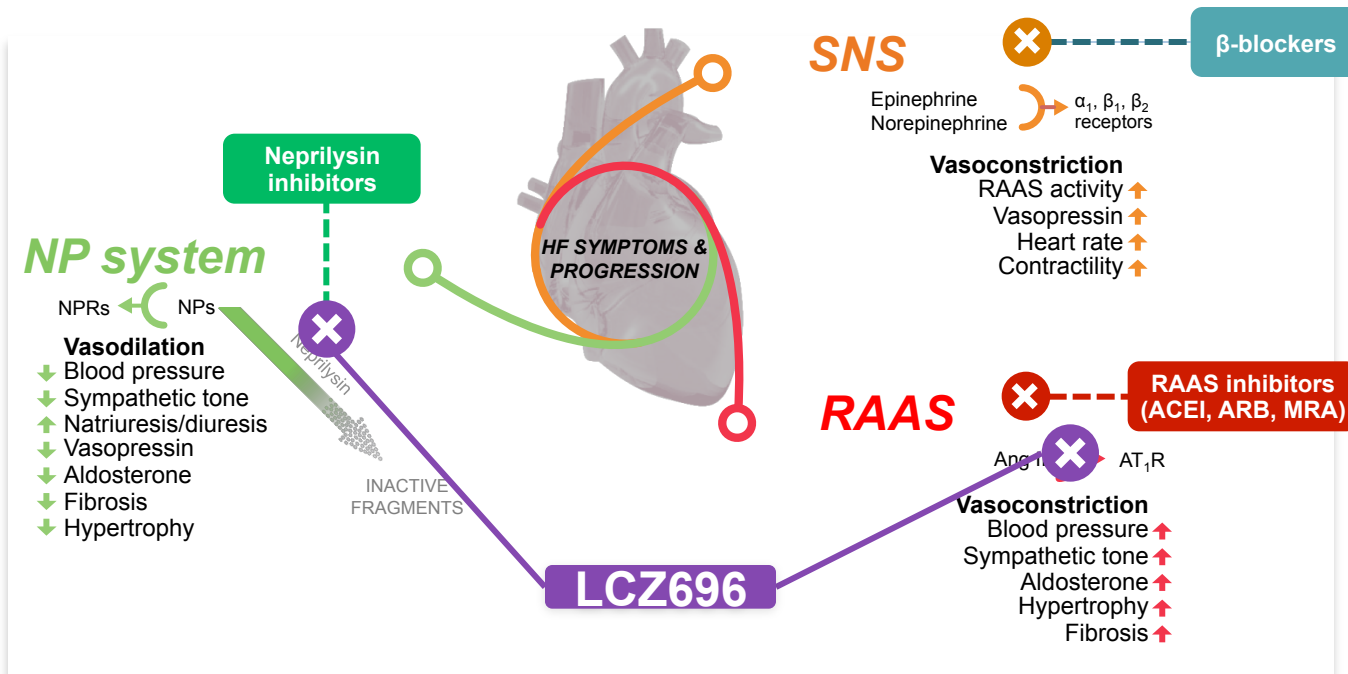 SNS
β-blockers
Epinephrine
Norepinephrine
α₁, β₁, β₂
receptors
Vasoconstriction
RAAS activity
Vasopressin
Heart rate
Contractility
Neprilysin
inhibitors
HF SYMPTOMS &
PROGRESSION
NP system
NPRs
NPs
Neprilysin
Vasodilation
Blood pressure
Sympathetic tone
Natriuresis/diuresis
Vasopressin
Aldosterone
Fibrosis
Hypertrophy
INACTIVE
FRAGMENTS
RAAS
RAAS inhibitors
(ACEI, ARB, MRA)
Ang
AT₁R
Vasoconstriction
Blood pressure
Sympathetic tone
Aldosterone
Hypertrophy
Fibrosis
LCZ696